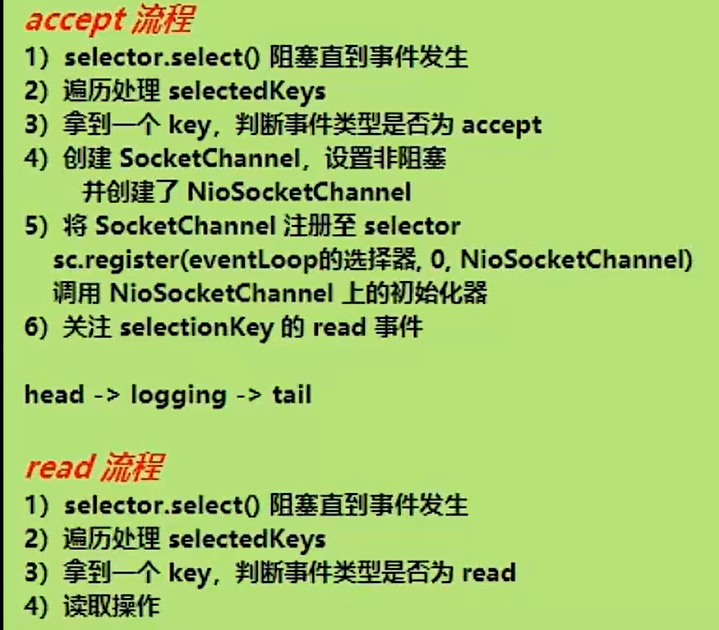 accept 流程
1）selector.select() 阻塞直到事件发生
2）遍历处理 selectedKeys
3）拿到一个 key，判断事件类型是否为 accept
4）创建 SocketChannel，设置非阻塞
并创建了 NioSocketChannel
5）将 SocketChannel 注册至 selector
sc.register(eventLoop的选择器, 0, NioSocketChannel)
调用 NioSocketChannel 上的初始化器
6）关注 selectionKey 的 read 事件
head -> logging -> tail
read 流程
1）selector.select() 阻塞直到事件发生
2）遍历处理 selectedKeys
3）拿到一个 key，判断事件类型是否为 read
4）读取操作